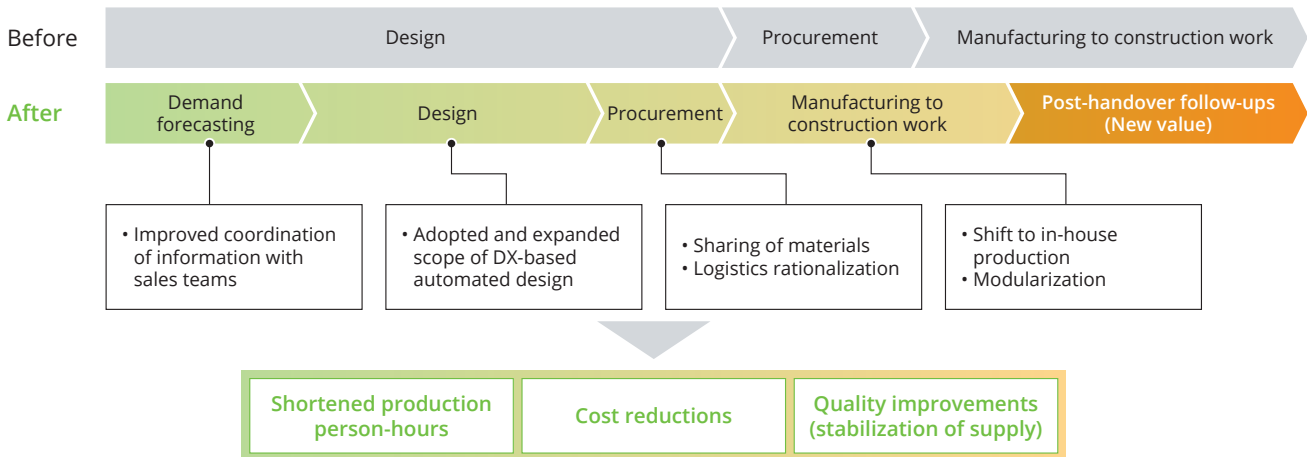 Before
Design
Procurement
Manufacturing to construction work
After
Demand
forecasting
Design
Procurement
Manufacturing to
construction work
Post-handover follow-ups
(New value)
• Improved coordination
of information with
sales teams
• Adopted and expanded
scope of DX-based
automated design
• Sharing of materials
• Logistics rationalization
• Shift to in-house
production
• Modularization
Shortened production
person-hours
Cost reductions
Quality improvements
(stabilization of supply)